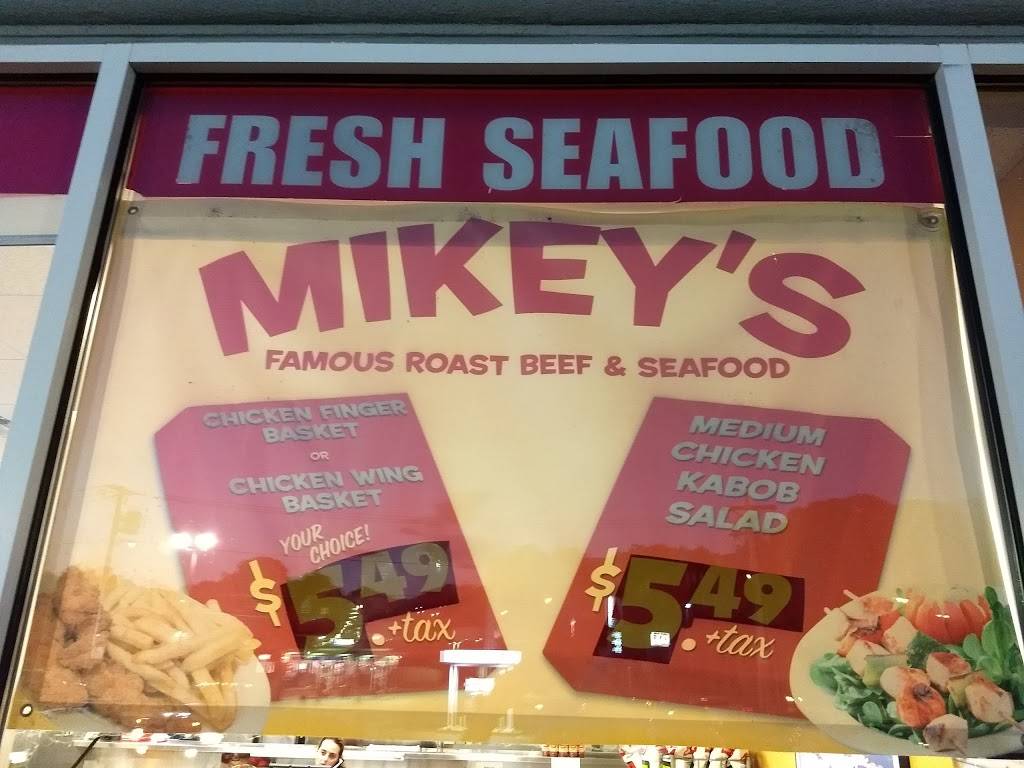 FRESH SEAFOOD
MIKEY'S
FAMOUS ROAST BEEF & SEAFOOD
CHICKEN FINGER
BASKET
OR
CHICKEN WING
BASKET
YOUR
CHOICE!
$5.49
+tax
MEDIUM
CHICKEN
KABOB
SALAD
$5.49
+tax